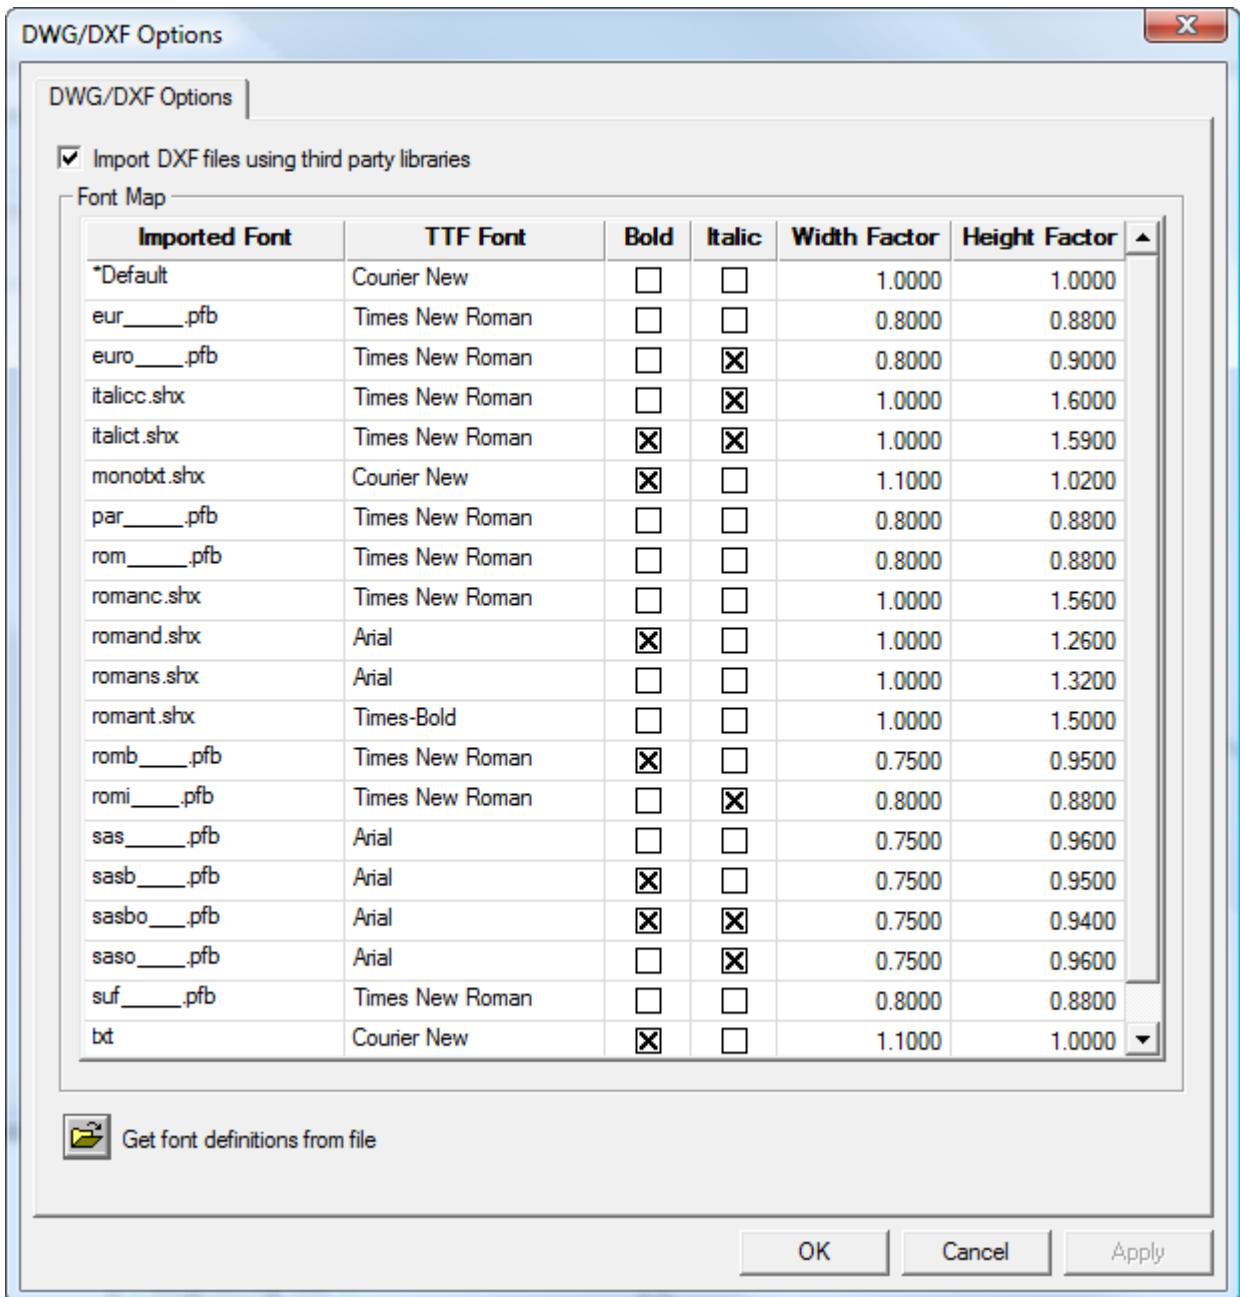 DWG/DXF Options
DWG/DXF Options
Import DXF files using third party libraries
Font Map
Imported Font TTF Font Bold Italic Width Factor Height Factor
*Default Courier New 1.0000 1.0000
eur_____.pfb Times New Roman 0.8000 0.8800
euro____.pfb Times New Roman 0.8000 0.9000
italicc.shx Times New Roman 1.0000 1.6000
italict.shx Times New Roman 1.0000 1.5900
monotxt.shx Courier New 1.1000 1.0200
par_____.pfb Times New Roman 0.8000 0.8800
rom_____.pfb Times New Roman 0.8000 0.8800
romanc.shx Times New Roman 1.0000 1.5600
romand.shx Arial 1.0000 1.2600
romans.shx Arial 1.0000 1.3200
romant.shx Times-Bold 1.0000 1.5000
romb____.pfb Times New Roman 0.7500 0.9500
romi____.pfb Times New Roman 0.8000 0.8800
sas_____.pfb Arial 0.7500 0.9600
sasb____.pfb Arial 0.7500 0.9500
sasbo___.pfb Arial 0.7500 0.9400
saso____.pfb Arial 0.7500 0.9600
suf_____.pfb Times New Roman 0.8000 0.8800
txt Courier New 1.1000 1.0000
Get font definitions from file
OK Cancel Apply